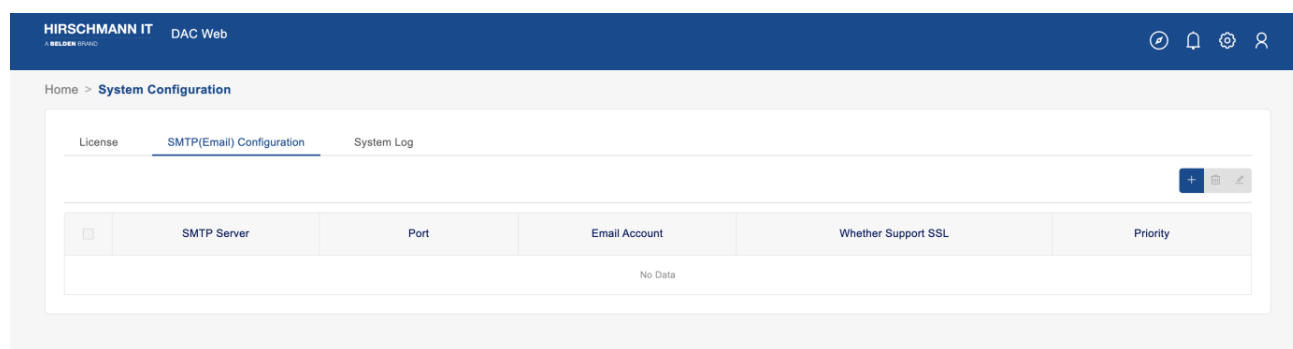 HIRSCHMANN IT
A BELDEN BRAND
DAC Web
Home > System Configuration
License SMTP(Email) Configuration System Log
SMTP Server Port Email Account Whether Support SSL Priority
No Data